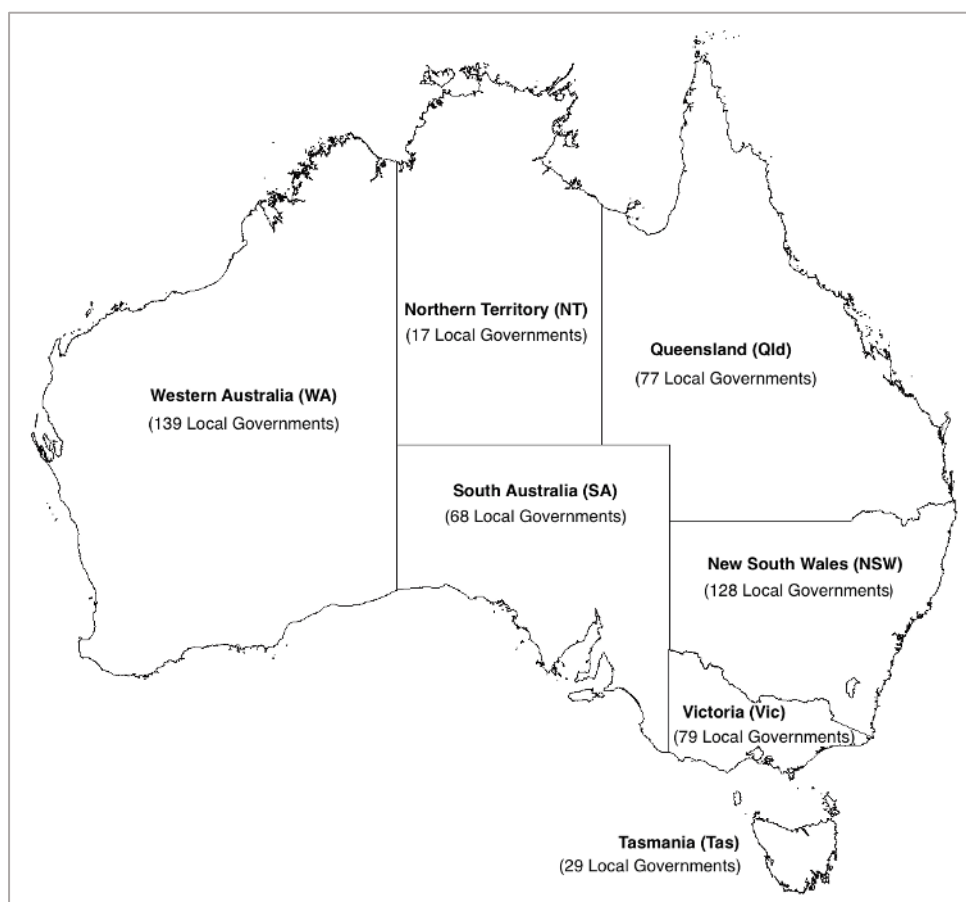 Northern Territory (NT)
(17 Local Governments)
Queensland (Qld)
(77 Local Governments)
Western Australia (WA)
(139 Local Governments)
South Australia (SA)
(68 Local Governments)
New South Wales (NSW)
(128 Local Governments)
Victoria (Vic)
(79 Local Governments)
Tasmania (Tas)
(29 Local Governments)